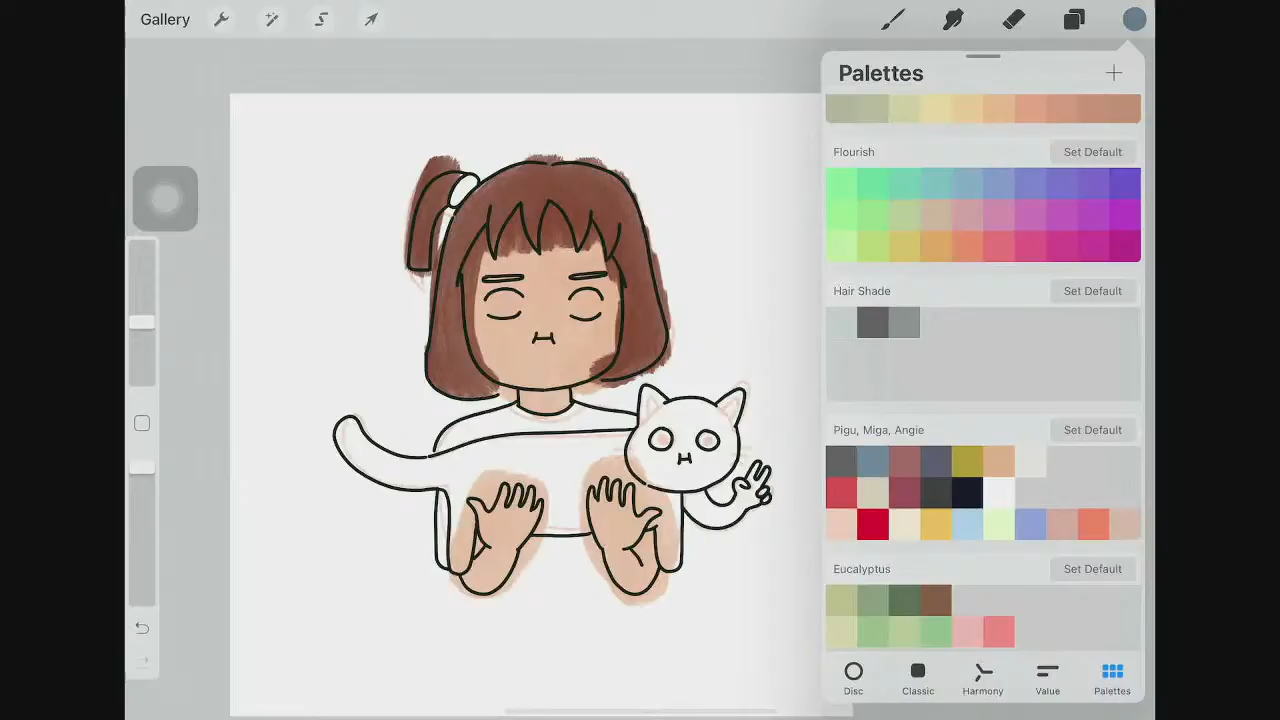 Gallery
Palettes
Flourish
Set Default
Hair Shade
Set Default
Pigu, Miga, Angie
Set Default
Eucalyptus
Set Default
Disc
Classic
Harmony
Value
Palettes